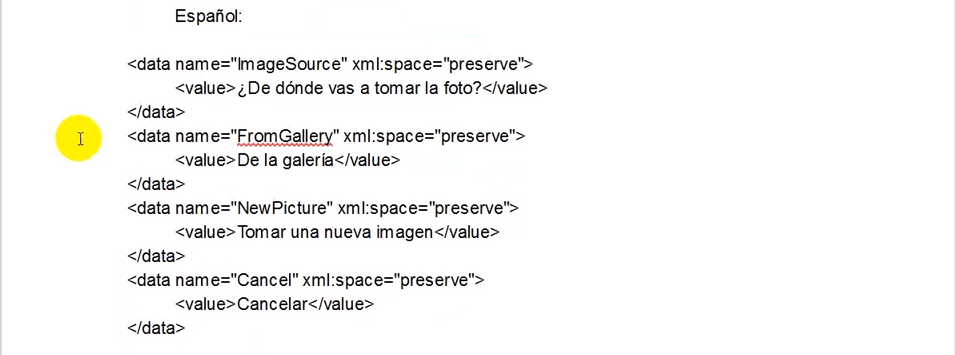 Español:
<data name="ImageSource" xml:space="preserve">
<value>¿De dónde vas a tomar la foto?</value>
</data>
<data name="FromGallery" xml:space="preserve">
<value>De la galería</value>
</data>
<data name="NewPicture" xml:space="preserve">
<value>Tomar una nueva imagen</value>
</data>
<data name="Cancel" xml:space="preserve">
<value>Cancelar</value>
</data>